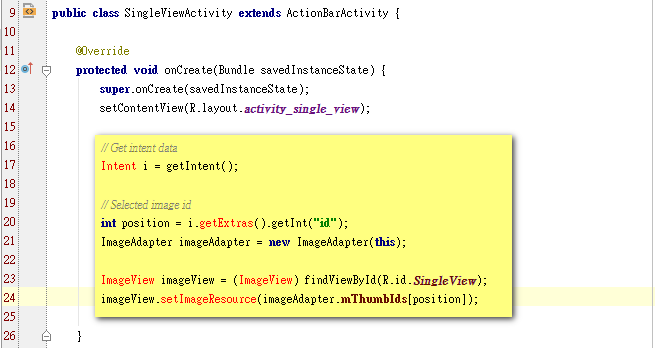 9 public class SingleViewActivity extends ActionBarActivity {
10
11 @Override
12 protected void onCreate(Bundle savedInstanceState) {
13 super.onCreate(savedInstanceState);
14 setContentView(R.layout.activity_single_view);
15
16 // Get intent data
17 Intent i = getIntent();
18
19 // Selected image id
20 int position = i.getExtras().getInt("id");
21 ImageAdapter imageAdapter = new ImageAdapter(this);
22
23 ImageView imageView = (ImageView) findViewById(R.id.SingleView);
24 imageView.setImageResource(imageAdapter.mThumbIds[position]);
25
26 }